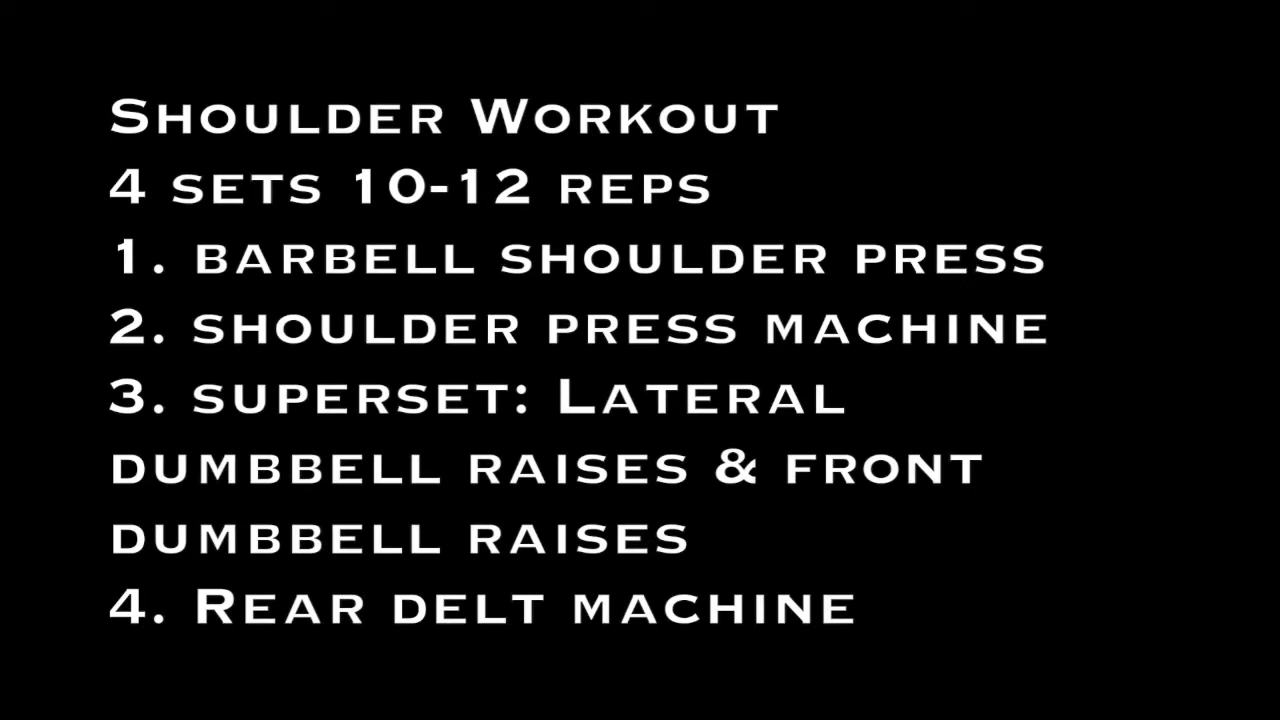 Shoulder Workout
4 sets 10-12 reps
1. barbell shoulder press
2. shoulder press machine
3. superset: Lateral
dumbbell raises & front
dumbbell raises
4. Rear delt machine